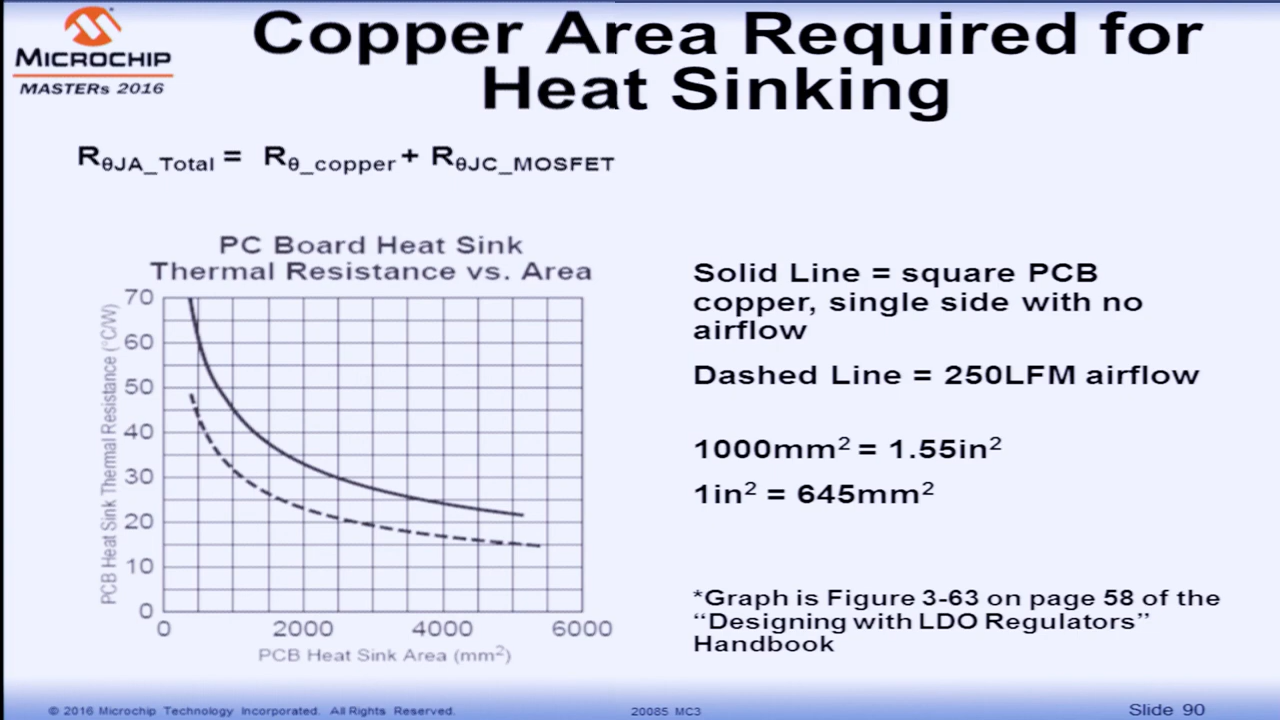 MICROCHIP
MASTERs 2016
Copper Area Required for
Heat Sinking
RθJA_Total = Rθ_copper + RθJC_MOSFET
PC Board Heat Sink
Thermal Resistance vs. Area
PCB Heat Sink Thermal Resistance (°C/W)
70
60
50
40
30
20
10
0
0 2000 4000 6000
PCB Heat Sink Area (mm²)
Solid Line = square PCB
copper, single side with no
airflow
Dashed Line = 250LFM airflow
1000mm² = 1.55in²
1in² = 645mm²
*Graph is Figure 3-63 on page 58 of the
“Designing with LDO Regulators”
Handbook
© 2016 Microchip Technology Incorporated. All Rights Reserved.
20085 MC3
Slide 90